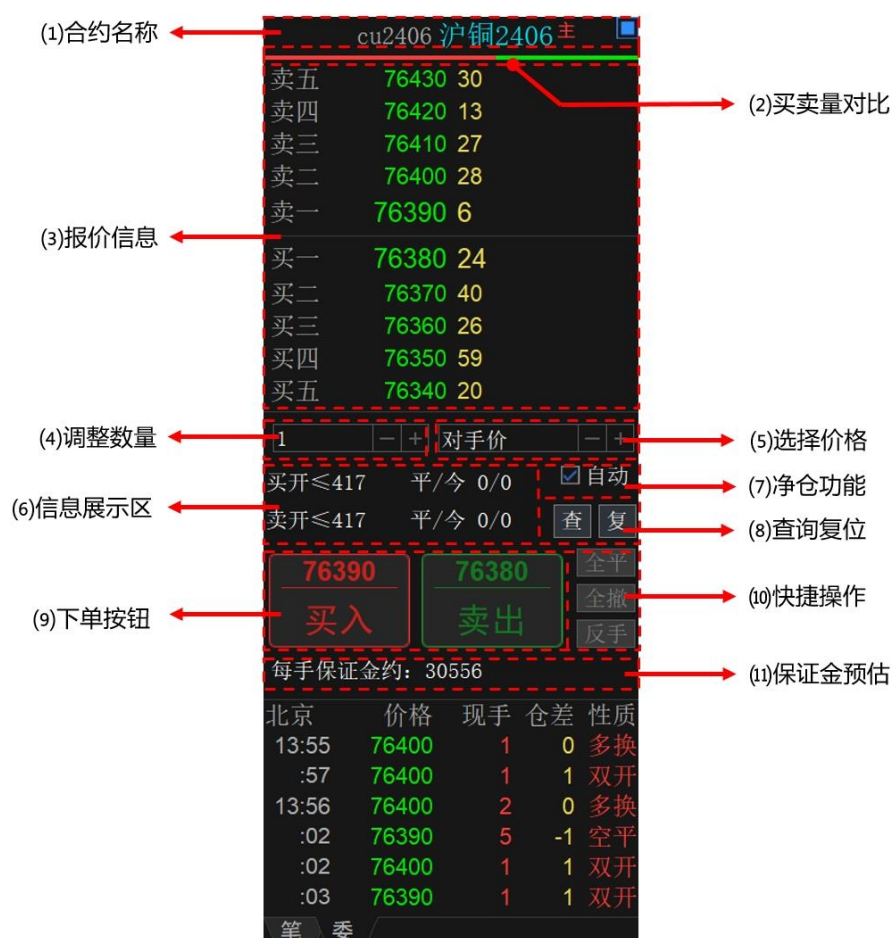 (1)合约名称
cu2406 沪铜2406 主
(2)买卖量对比
卖五 76430 30
卖四 76420 13
卖三 76410 27
卖二 76400 28
卖一 76390 6
(3)报价信息
买一 76380 24
买二 76370 40
买三 76360 26
买四 76350 59
买五 76340 20
(4)调整数量
1 − + 对手价 − +
(5)选择价格
买开≤417 平/今 0/0 自动
(7)净仓功能
(6)信息展示区
卖开≤417 平/今 0/0 查 复
(8)查询复位
76390 76380 全平
全撤
(10)快捷操作
(9)下单按钮
买入 卖出 反手
每手保证金约: 30556
(11)保证金预估
北京 价格 现手 仓差 性质
13:55 76400 1 0 多换
:57 76400 1 1 双开
13:56 76400 2 0 多换
:02 76390 5 -1 空平
:02 76400 1 1 双开
:03 76390 1 1 双开
笔 委